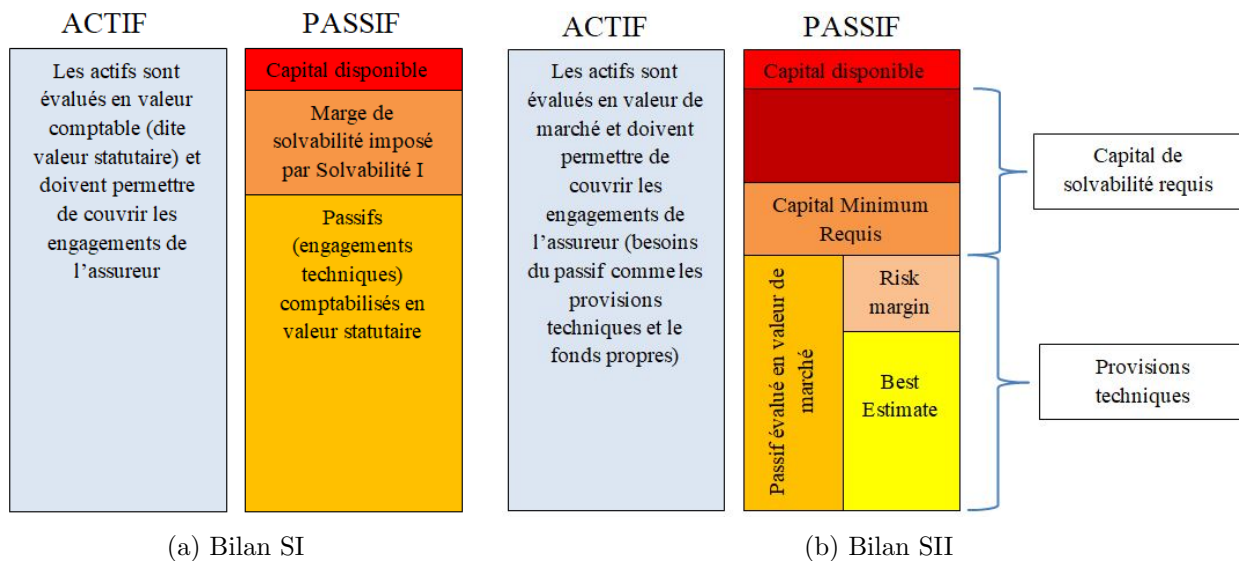 ACTIF
Les actifs sont
évalués en valeur
comptable (dite
valeur statutaire) et
doivent permettre
de couvrir les
engagements de
l’assureur
PASSIF
Capital disponible
Marge de
solvabilité imposé
par Solvabilité I
Passifs
(engagements
techniques)
comptabilisés en
valeur statutaire
(a) Bilan SI
ACTIF
Les actifs sont
évalués en valeur de
marché et doivent
permettre de
couvrir les
engagements de
l’assureur (besoins
du passif comme les
provisions
techniques et le
fonds propres)
PASSIF
Capital disponible
Capital Minimum
Requis
Passif évalué en valeur de
marché
Risk
margin
Best
Estimate
Capital de
solvabilité requis
Provisions
techniques
(b) Bilan SII